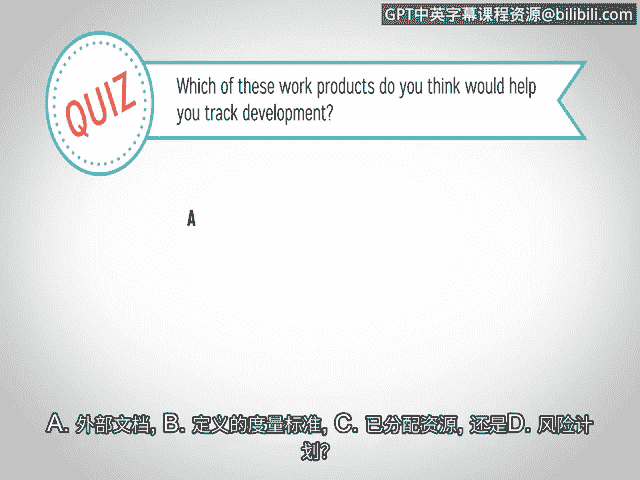 GPT中英字幕课程资源@bilibili.com
QUIZ
Which of these work products do you think would help
you track development?
A
A. 外部文档, B. 定义的度量标准, C. 已分配资源, 还是D. 风险计
划?